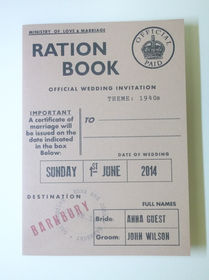 MINISTRY OF LOVE & MARRIAGE
RATION
BOOK
OFFICIAL
PAID
OFFICIAL WEDDING INVITATION
THEME: 1940s
IMPORTANT
A certificate of
marriage will
be issued on
the date
indicated
in the box
Below:
TO
DATE OF WEDDING
SUNDAY 1ST JUNE 2014
DESTINATION
FULL NAMES
BARNBURY
Bride: ANNA GUEST
Groom: JOHN WILSON